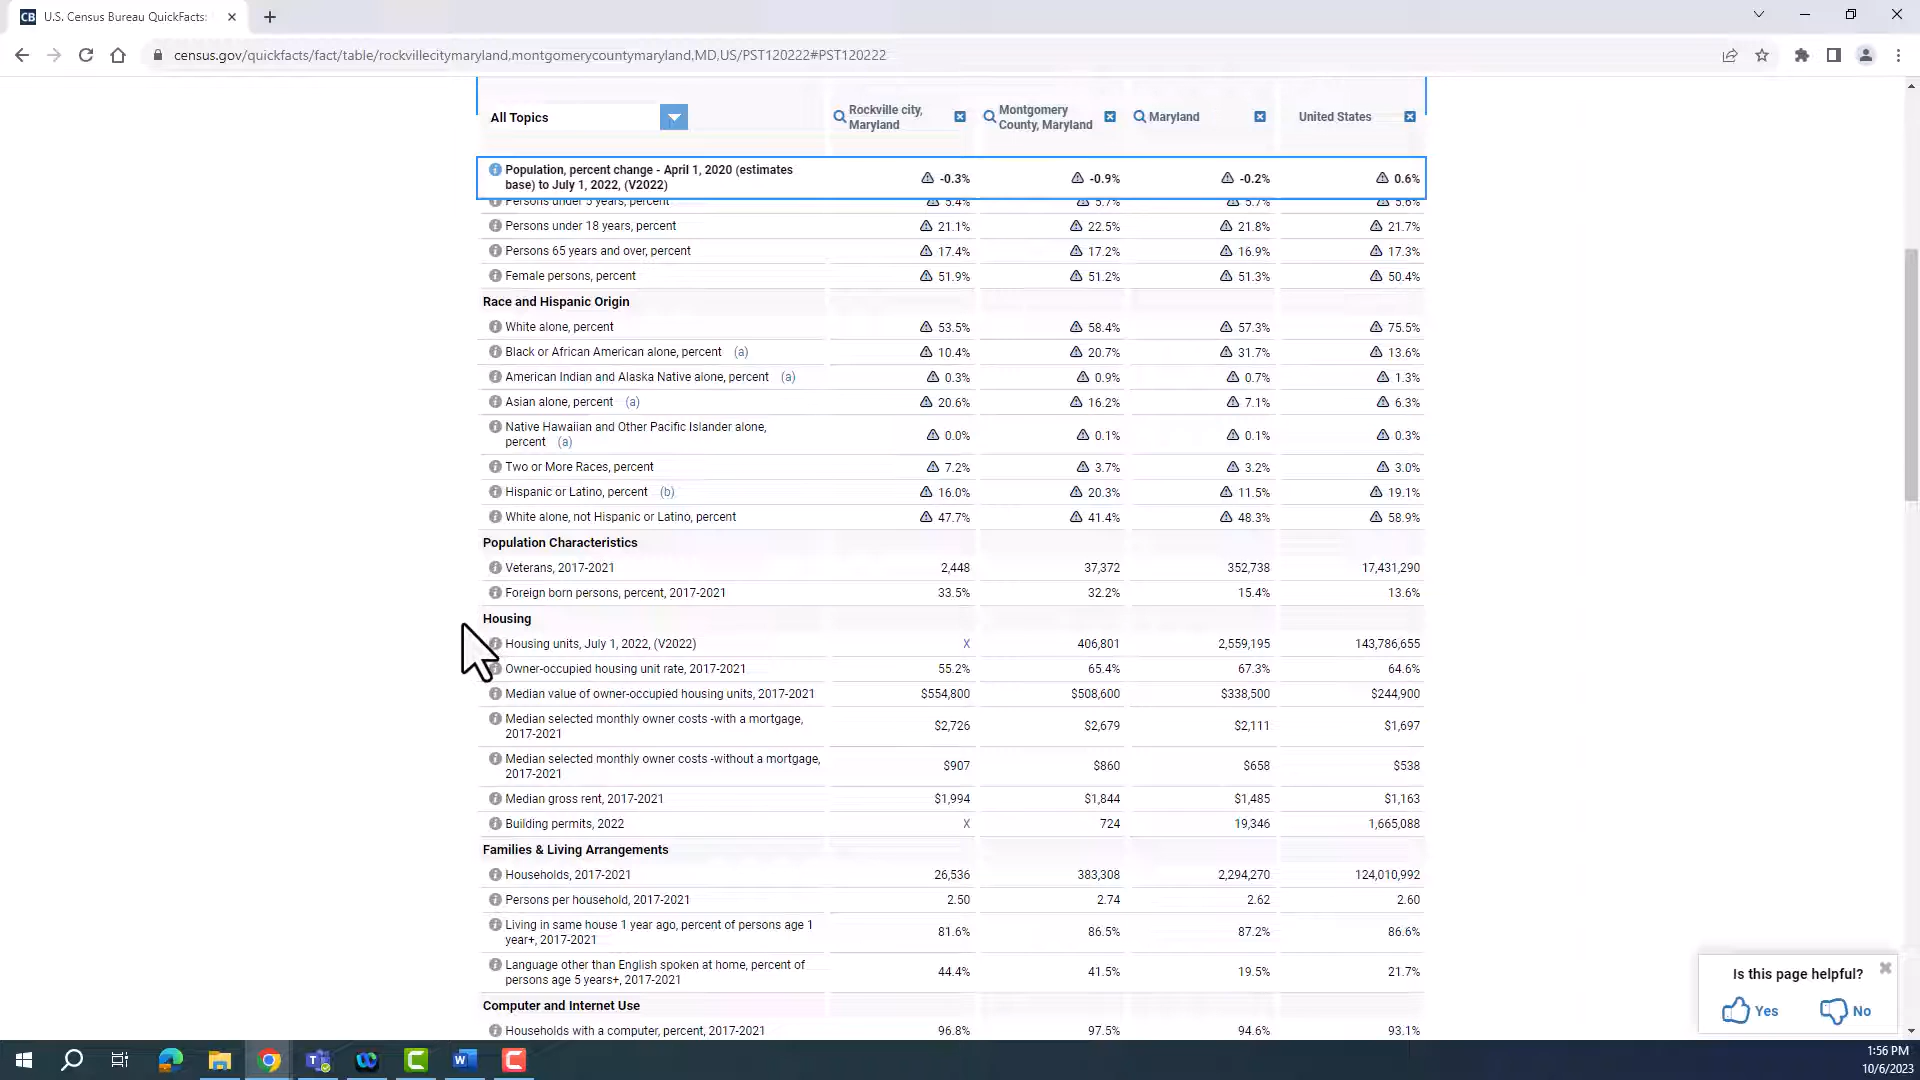 CB U.S. Census Bureau QuickFacts:
census.gov/quickfacts/fact/table/rockvillecitymaryland,montgomerycountymaryland,MD,US/PST120222#PST120222
All Topics
Rockville city,
Maryland
Montgomery
County, Maryland
Maryland
United States
Population, percent change - April 1, 2020 (estimates
base) to July 1, 2022, (V2022)
-0.3% -0.9% -0.2% 0.6%
Persons under 5 years, percent 5.4% 5.7% 5.7% 5.6%
Persons under 18 years, percent 21.1% 22.5% 21.8% 21.7%
Persons 65 years and over, percent 17.4% 17.2% 16.9% 17.3%
Female persons, percent 51.9% 51.2% 51.3% 50.4%
Race and Hispanic Origin
White alone, percent 53.5% 58.4% 57.3% 75.5%
Black or African American alone, percent (a) 10.4% 20.7% 31.7% 13.6%
American Indian and Alaska Native alone, percent (a) 0.3% 0.9% 0.7% 1.3%
Asian alone, percent (a) 20.6% 16.2% 7.1% 6.3%
Native Hawaiian and Other Pacific Islander alone,
percent (a)
0.0% 0.1% 0.1% 0.3%
Two or More Races, percent 7.2% 3.7% 3.2% 3.0%
Hispanic or Latino, percent (b) 16.0% 20.3% 11.5% 19.1%
White alone, not Hispanic or Latino, percent 47.7% 41.4% 48.3% 58.9%
Population Characteristics
Veterans, 2017-2021 2,448 37,372 352,738 17,431,290
Foreign born persons, percent, 2017-2021 33.5% 32.2% 15.4% 13.6%
Housing
Housing units, July 1, 2022, (V2022) X 406,801 2,559,195 143,786,655
Owner-occupied housing unit rate, 2017-2021 55.2% 65.4% 67.3% 64.6%
Median value of owner-occupied housing units, 2017-2021 $554,800 $508,600 $338,500 $244,900
Median selected monthly owner costs -with a mortgage,
2017-2021
$2,726 $2,679 $2,111 $1,697
Median selected monthly owner costs -without a mortgage,
2017-2021
$907 $860 $658 $538
Median gross rent, 2017-2021 $1,994 $1,844 $1,485 $1,163
Building permits, 2022 X 724 19,346 1,665,088
Families & Living Arrangements
Households, 2017-2021 26,536 383,308 2,294,270 124,010,992
Persons per household, 2017-2021 2.50 2.74 2.62 2.60
Living in same house 1 year ago, percent of persons age 1
year+, 2017-2021
81.6% 86.5% 87.2% 86.6%
Language other than English spoken at home, percent of
persons age 5 years+, 2017-2021
44.4% 41.5% 19.5% 21.7%
Computer and Internet Use
Households with a computer, percent, 2017-2021 96.8% 97.5% 94.6% 93.1%
Is this page helpful?
Yes No
1:56 PM
10/6/2023